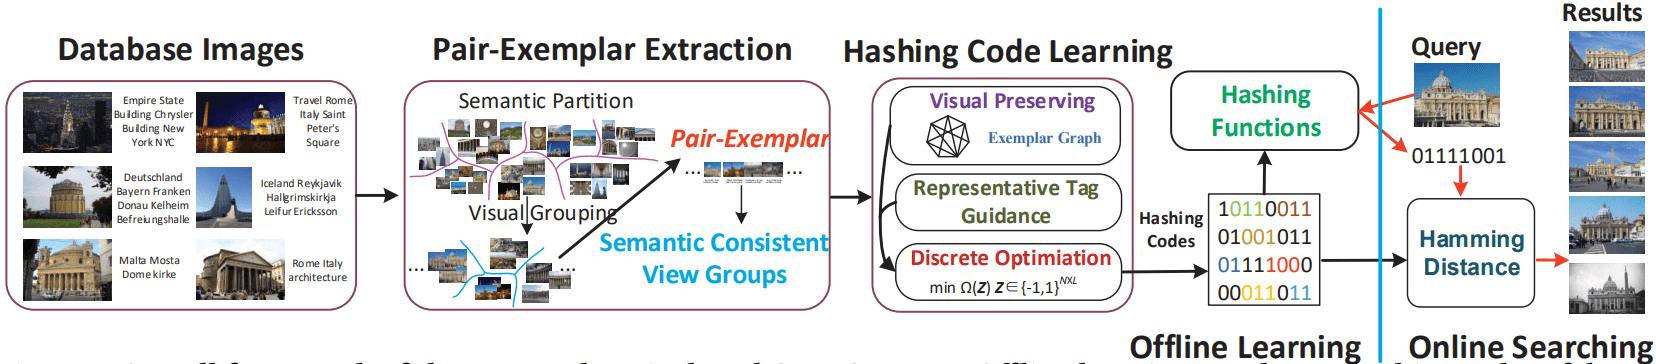 Database Images
Empire State
Building Chrysler
Building New
York NYC
Travel Rome
Italy Saint
Peter's
Square
Deutschland
Bayern Franken
Donau Kelheim
Befreiungshalle
Iceland Reykjavik
Hallgrimskirkja
Leifur Ericksson
Malta Mosta
Dome kirke
Rome Italy
architecture
Pair-Exemplar Extraction
Semantic Partition
Pair-Exemplar
...
...
Visual Grouping
Semantic Consistent
View Groups
...
...
Hashing Code Learning
Visual Preserving
Exemplar Graph
Representative Tag
Guidance
Discrete Optimiation
min Ω(Z) Z∈{-1,1}^NXL
Hashing
Codes
Hashing
Functions
10110011
01001011
01111000
00011011
Offline Learning
Query
01111001
Hamming
Distance
Results
Online Searching